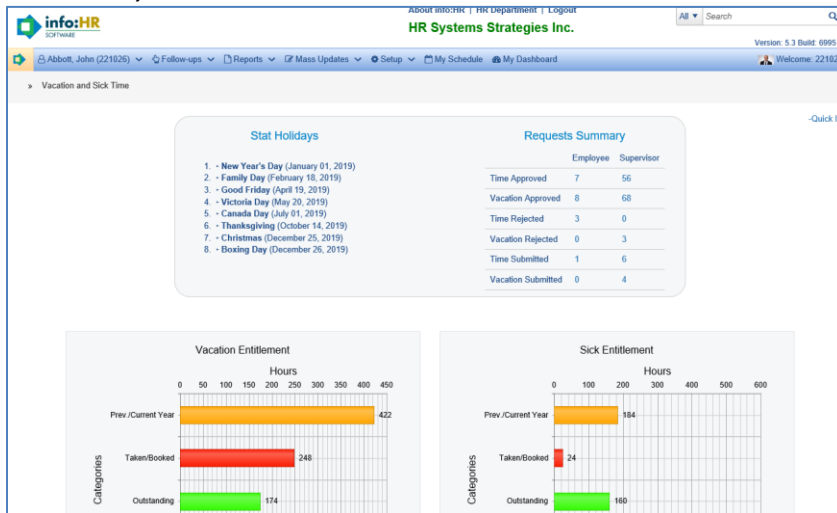 About info:HR | HR Department | Logout
info:HR
SOFTWARE
HR Systems Strategies Inc.
All ▼ Search
Version: 5.3 Build: 6995
Abbott, John (221026) Follow-ups Reports Mass Updates Setup My Schedule My Dashboard Welcome: 22102
» Vacation and Sick Time
-Quick l
Stat Holidays
1. - New Year's Day (January 01, 2019)
2. - Family Day (February 18, 2019)
3. - Good Friday (April 19, 2019)
4. - Victoria Day (May 20, 2019)
5. - Canada Day (July 01, 2019)
6. - Thanksgiving (October 14, 2019)
7. - Christmas (December 25, 2019)
8. - Boxing Day (December 26, 2019)
Requests Summary
Employee Supervisor
Time Approved 7 56
Vacation Approved 8 68
Time Rejected 3 0
Vacation Rejected 0 3
Time Submitted 1 6
Vacation Submitted 0 4
Vacation Entitlement
Hours
0 50 100 150 200 250 300 350 400 450
Prev./Current Year 422
Taken/Booked 248
Outstanding 174
Categories
Sick Entitlement
Hours
0 100 200 300 400 500 600
Prev./Current Year 184
Taken/Booked 24
Outstanding 160
Categories